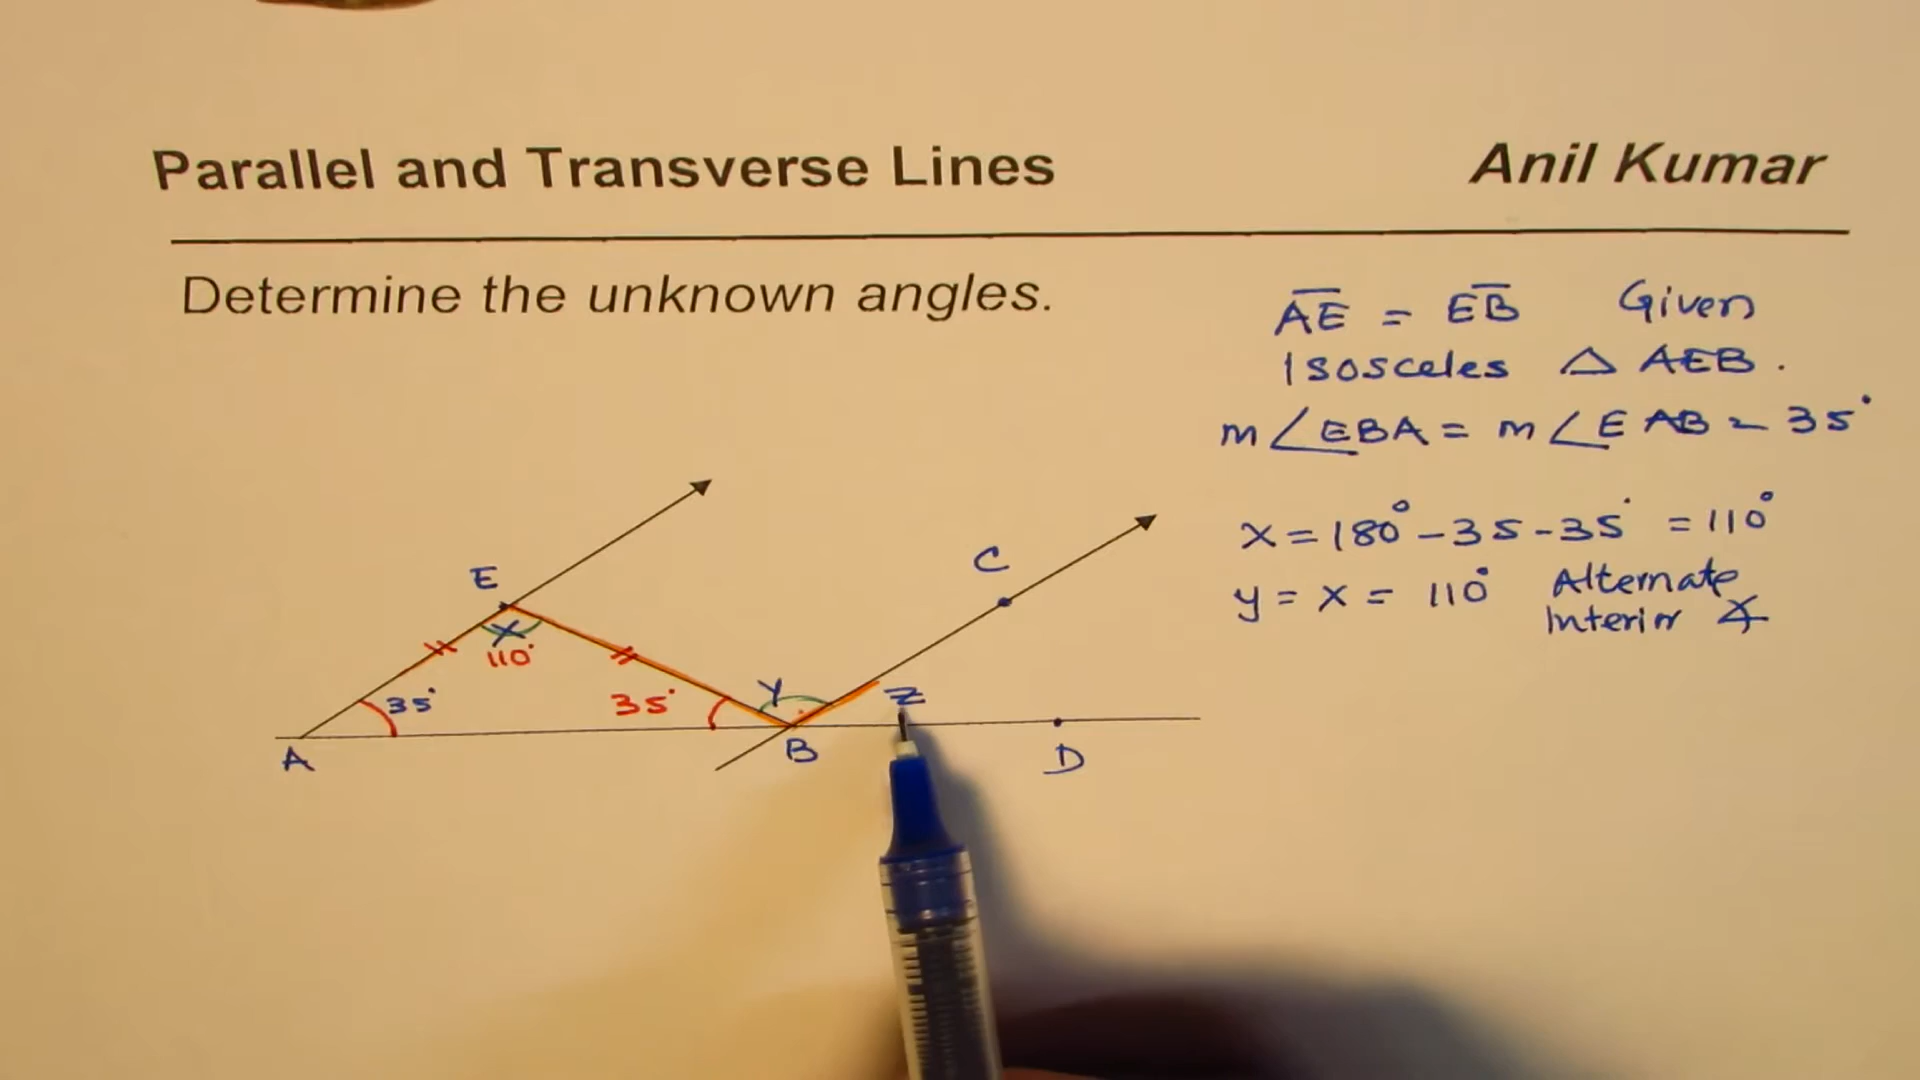 Parallel and Transverse Lines
Anil Kumar
Determine the unknown angles.
AE = EB Given
Isosceles △ AEB.
m∠EBA = m∠EAB = 35°
x = 180° - 35 - 35° = 110°
y = x = 110° Alternate
Interior ∡
E
C
X
110°
35°
35°
Y
Z
A
B
D